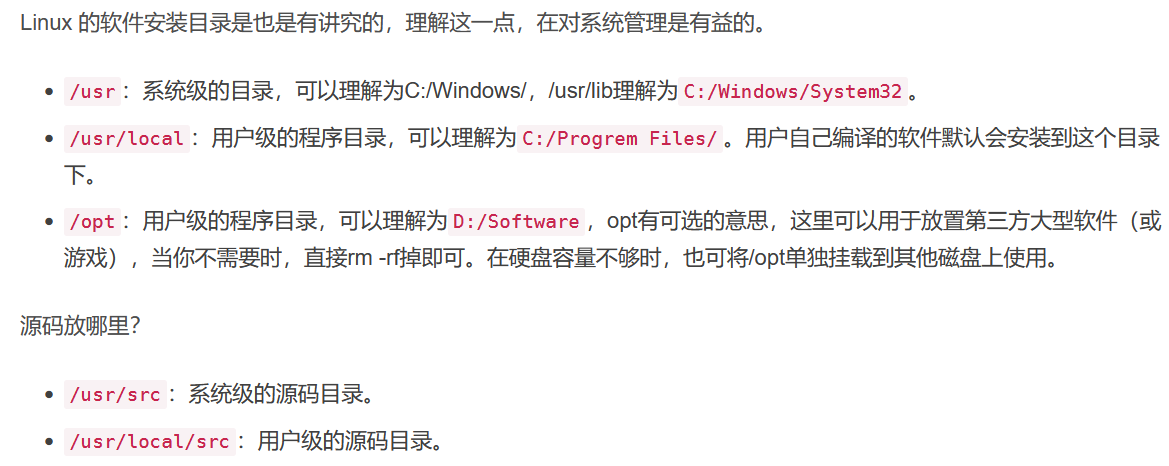 Linux 的软件安装目录是也是有讲究的，理解这一点，在对系统管理是有益的。
/usr：系统级的目录，可以理解为C:/Windows/，/usr/lib理解为C:/Windows/System32。
/usr/local：用户级的程序目录，可以理解为C:/Progrem Files/。用户自己编译的软件默认会安装到这个目录
下。
/opt：用户级的程序目录，可以理解为D:/Software，opt有可选的意思，这里可以用于放置第三方大型软件（或
游戏），当你不需要时，直接rm -rf掉即可。在硬盘容量不够时，也可将/opt单独挂载到其他磁盘上使用。
源码放哪里？
/usr/src：系统级的源码目录。
/usr/local/src：用户级的源码目录。